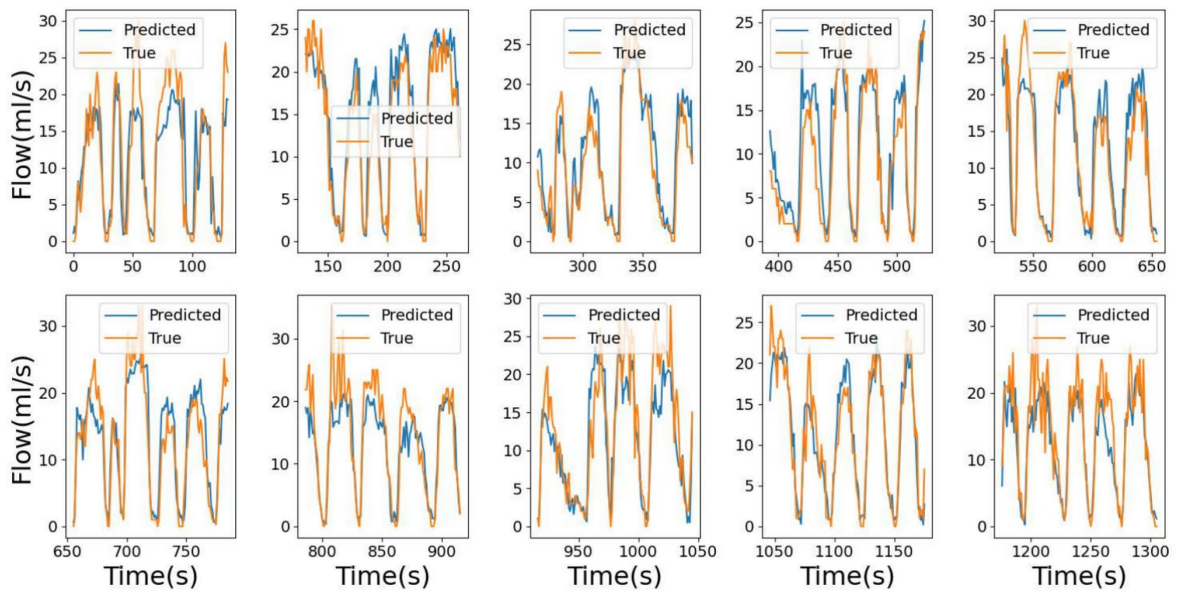 30
25
20
15
10
5
0
Flow(ml/s)
Predicted
True
0 50 100
25
20
15
10
5
0
Predicted
True
150 200 250
25
20
15
10
5
0
Predicted
True
300 350
25
20
15
10
5
0
Predicted
True
400 450 500
30
25
20
15
10
5
0
Predicted
True
550 600 650
30
20
10
0
Flow(ml/s)
Predicted
True
650 700 750
Time(s)
30
20
10
0
Predicted
True
800 850 900
Time(s)
30
25
20
15
10
5
0
Predicted
True
950 1000 1050
Time(s)
25
20
15
10
5
0
Predicted
True
1050 1100 1150
Time(s)
30
20
10
0
Predicted
True
1200 1250 1300
Time(s)